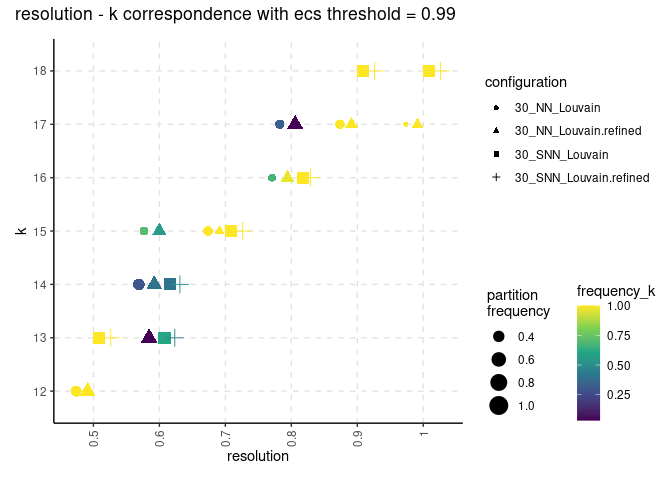 resolution - k correspondence with ecs threshold = 0.99
18
17
16
15
14
13
12
k
0.5
0.6
0.7
0.8
0.9
1
resolution
configuration
30_NN_Louvain
30_NN_Louvain.refined
30_SNN_Louvain
30_SNN_Louvain.refined
partition
frequency
0.4
0.6
0.8
1.0
frequency_k
1.00
0.75
0.50
0.25